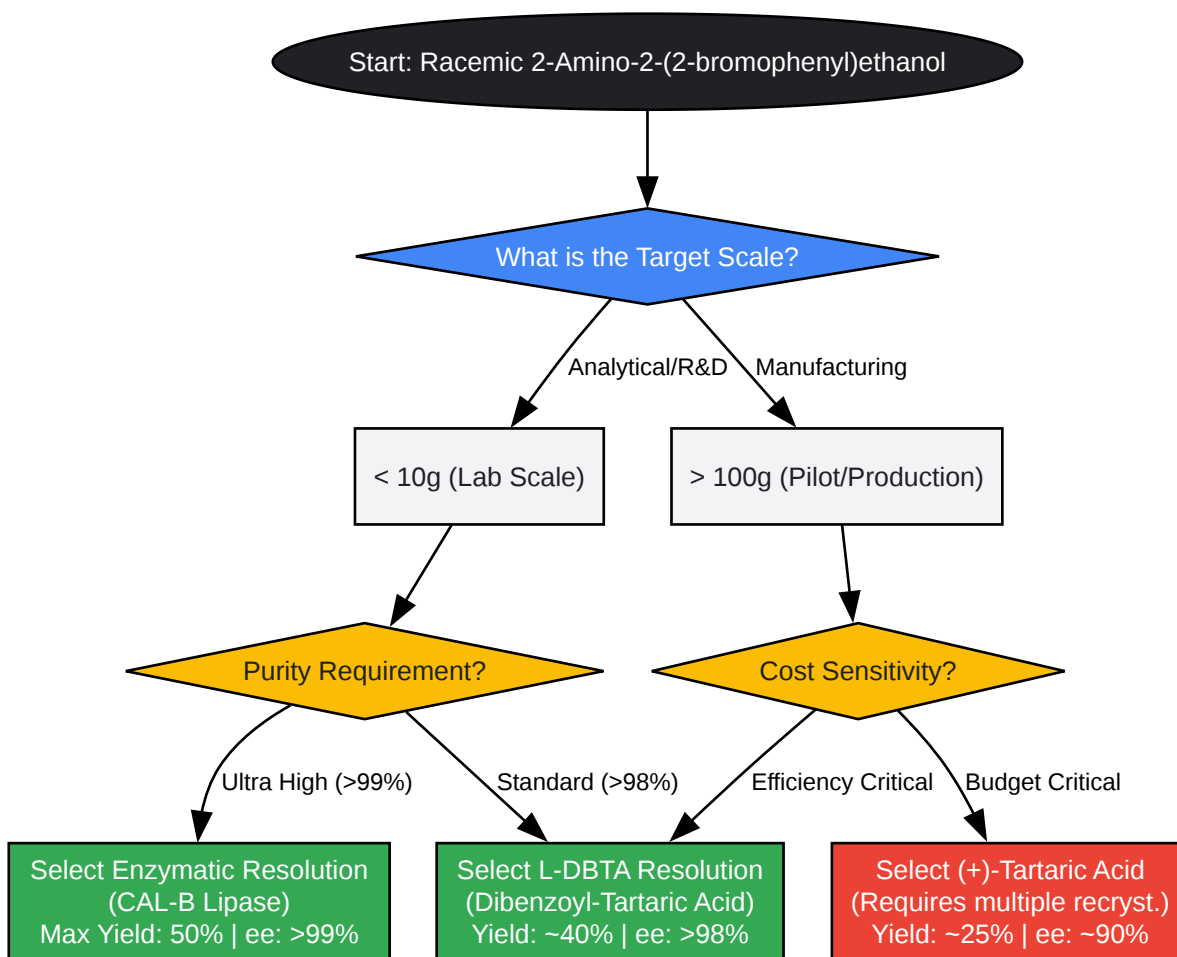 Start: Racemic 2-Amino-2-(2-bromophenyl)ethanol
What is the Target Scale?
Analytical/R&D
Manufacturing
< 10g (Lab Scale)
> 100g (Pilot/Production)
Purity Requirement?
Cost Sensitivity?
Ultra High (>99%)
Standard (>98%)
Efficiency Critical
Budget Critical
Select Enzymatic Resolution
(CAL-B Lipase)
Max Yield: 50% | ee: >99%
Select L-DBTA Resolution
(Dibenzoyl-Tartaric Acid)
Yield: ~40% | ee: >98%
Select (+)-Tartaric Acid
(Requires multiple recryst.)
Yield: ~25% | ee: ~90%